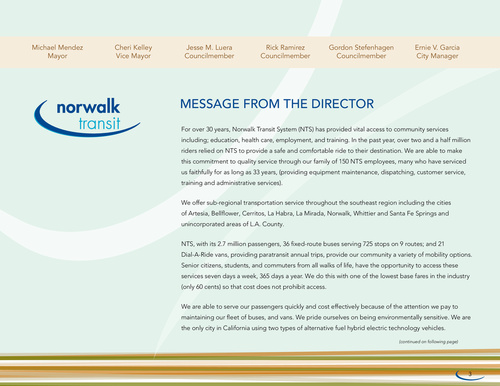 Michael Mendez Cheri Kelley Jesse M. Luera Rick Ramirez Gordon Stefenhagen Ernie V. Garcia
Mayor Vice Mayor Councilmember Councilmember Councilmember City Manager
norwalk
transit
MESSAGE FROM THE DIRECTOR
For over 30 years, Norwalk Transit System (NTS) has provided vital access to community services
including; education, health care, employment, and training. In the past year, over two and a half million
riders relied on NTS to provide a safe and comfortable ride to their destination. We are able to make
this commitment to quality service through our family of 150 NTS employees, many who have serviced
us faithfully for as long as 33 years, (providing equipment maintenance, dispatching, customer service,
training and administrative services).
We offer sub-regional transportation service throughout the southeast region including the cities
of Artesia, Bellflower, Cerritos, La Habra, La Mirada, Norwalk, Whittier and Santa Fe Springs and
unincorporated areas of L.A. County.
NTS, with its 2.7 million passengers, 36 fixed-route buses serving 725 stops on 9 routes; and 21
Dial-A-Ride vans, providing paratransit annual trips, provide our community a variety of mobility options.
Senior citizens, students, and commuters from all walks of life, have the opportunity to access these
services seven days a week, 365 days a year. We do this with one of the lowest base fares in the industry
(only 60 cents) so that cost does not prohibit access.
We are able to serve our passengers quickly and cost effectively because of the attention we pay to
maintaining our fleet of buses, and vans. We pride ourselves on being environmentally sensitive. We are
the only city in California using two types of alternative fuel hybrid electric technology vehicles.
(continued on following page)
3